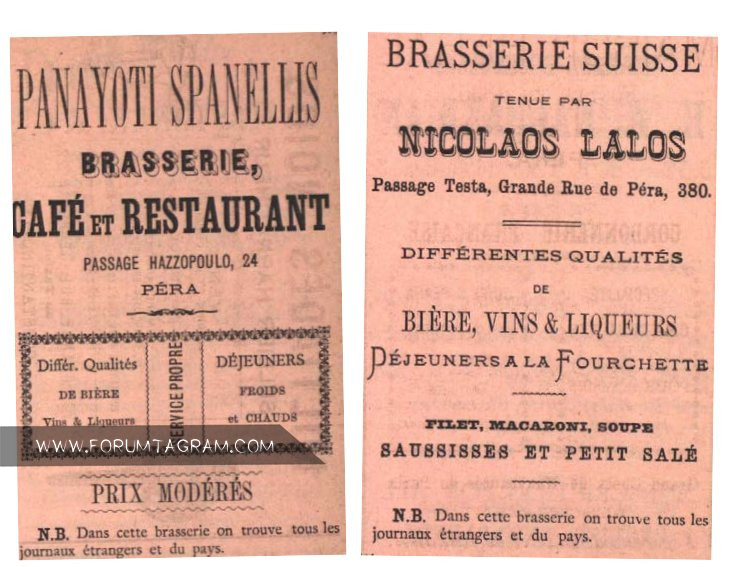 PANAYOTI SPANELLIS
BRASSERIE,
CAFÉ ET RESTAURANT
PASSAGE HAZZOPOULO, 24
PÉRA
Différ. Qualités
DE BIÈRE
Vins & Liqueurs
SERVICE PROPRE
DÉJEUNERS
FROIDS
et CHAUDS
WWW.FORUMTAGRAM.COM
PRIX MODÉRÉS
N.B. Dans cette brasserie on trouve tous les
journaux étrangers et du pays.
BRASSERIE SUISSE
TENUE PAR
NICOLAOS LALOS
Passage Testa, Grande Rue de Péra, 380.
DIFFÉRENTES QUALITÉS
DE
BIÈRE, VINS & LIQUEURS
DÉJEUNERS A LA FOURCHETTE
FILET, MACARONI, SOUPE
SAUSSISSES ET PETIT SALÉ
N.B. Dans cette brasserie on trouve tous les
journaux étrangers et du pays.